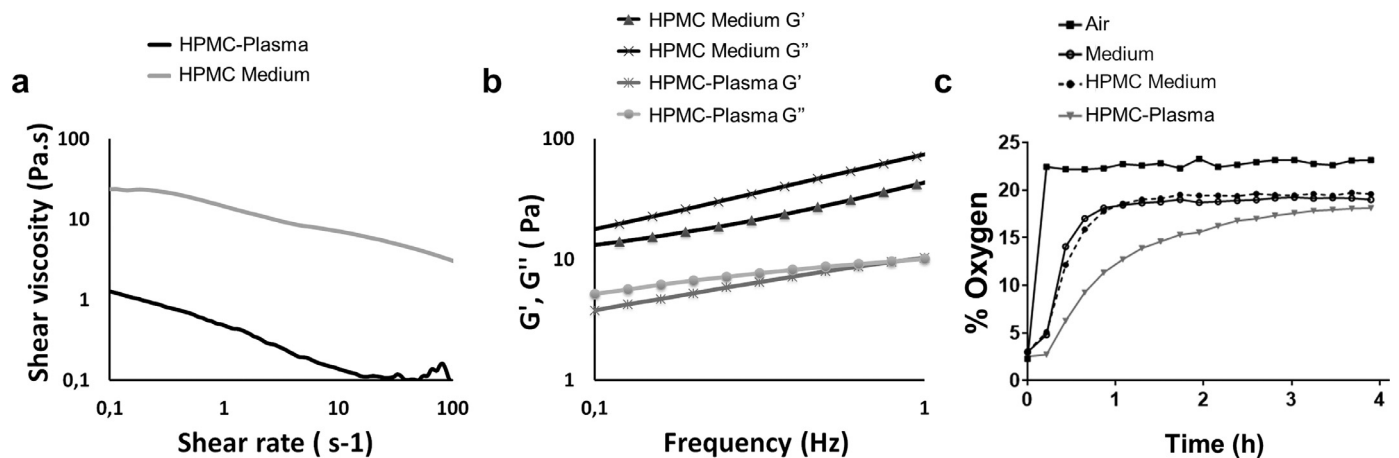 a
HPMC-Plasma
HPMC Medium
Shear viscosity (Pa.s)
100
10
1
0,1
0,1
1
10
100
Shear rate ( s-1)
b
HPMC Medium G’
HPMC Medium G”
HPMC-Plasma G’
HPMC-Plasma G”
G', G'' ( Pa)
100
10
1
0,1
1
Frequency (Hz)
c
Air
Medium
HPMC Medium
HPMC-Plasma
% Oxygen
25
20
15
10
5
0
0
1
2
3
4
Time (h)